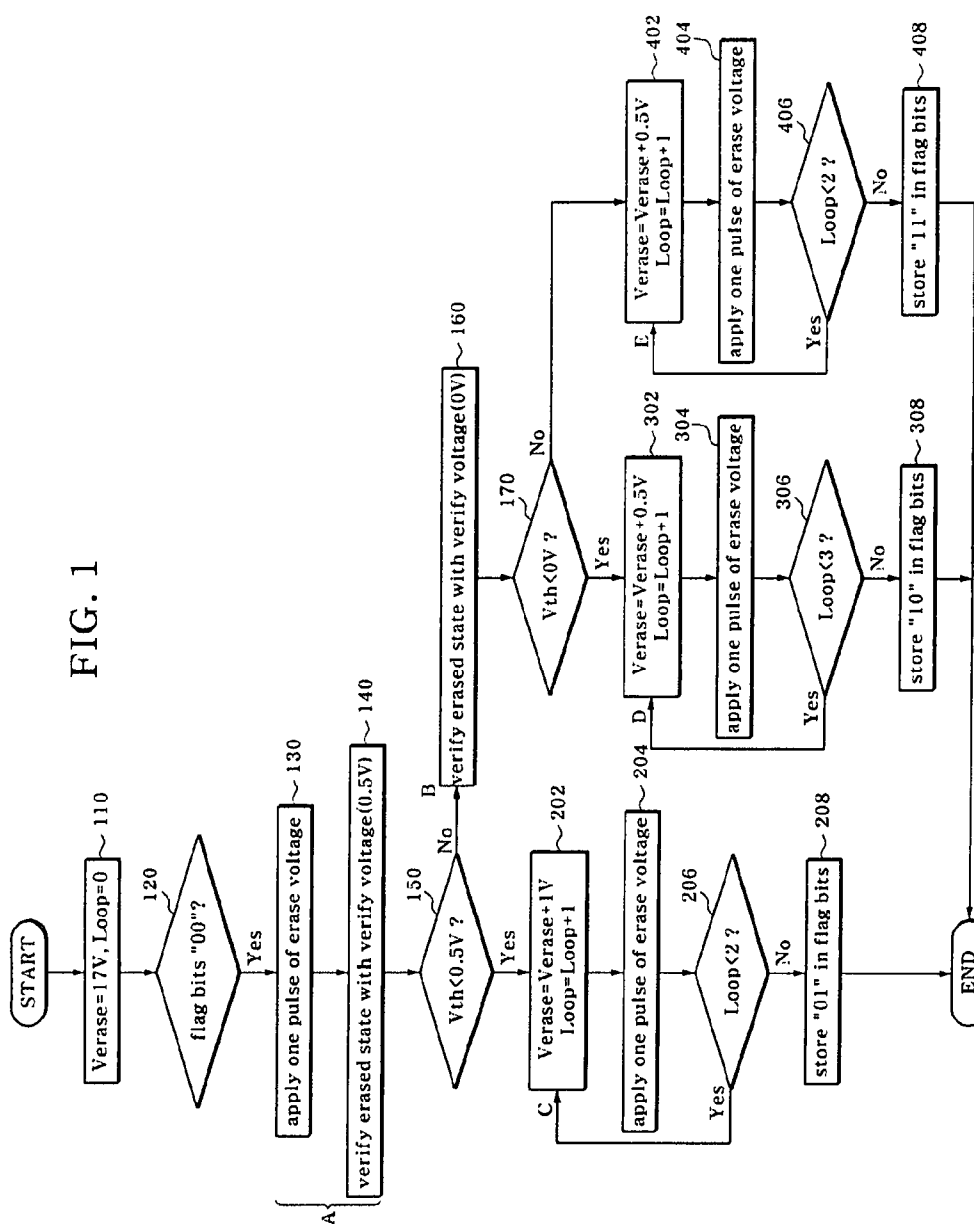 FIG. 1
START
Verase=17V, Loop=0
110
flag bits "00"?
120
Yes
A
apply one pulse of erase voltage
130
verify erased state with verify voltage(0.5V)
140
Vth<0.5V ?
150
No
Yes
B
verify erased state with verify voltage(0V)
160
Vth<0V ?
170
No
Yes
C
Verase=Verase+1V
Loop=Loop+1
202
apply one pulse of erase voltage
204
Loop<2 ?
206
Yes
No
store "01" in flag bits
208
D
Verase=Verase+0.5V
Loop=Loop+1
302
apply one pulse of erase voltage
304
Loop<3 ?
306
Yes
No
store "10" in flag bits
308
E
Verase=Verase+0.5V
Loop=Loop+1
402
apply one pulse of erase voltage
404
Loop<2 ?
406
Yes
No
store "11" in flag bits
408
END